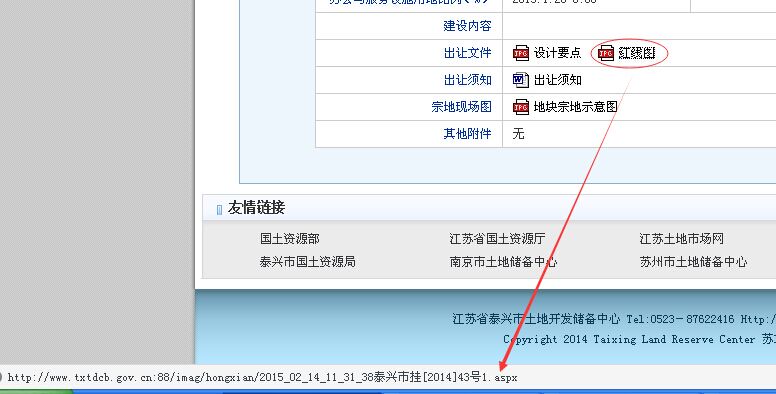 建设内容
出让文件 JPG 设计要点 JPG 红线图
出让须知 W 出让须知
宗地现场图 JPG 地块宗地示意图
其他附件 无
友情链接
国土资源部 江苏省国土资源厅 江苏土地市场网
泰兴市国土资源局 南京市土地储备中心 苏州市土地储备中心
江苏省泰兴市土地开发储备中心 Tel:0523-87622416 Http:/
Copyright 2014 Taixing Land Reserve Center 苏
http://www.txtdcb.gov.cn:88/imag/hongxian/2015_02_14_11_31_38泰兴市挂[2014]43号1.aspx